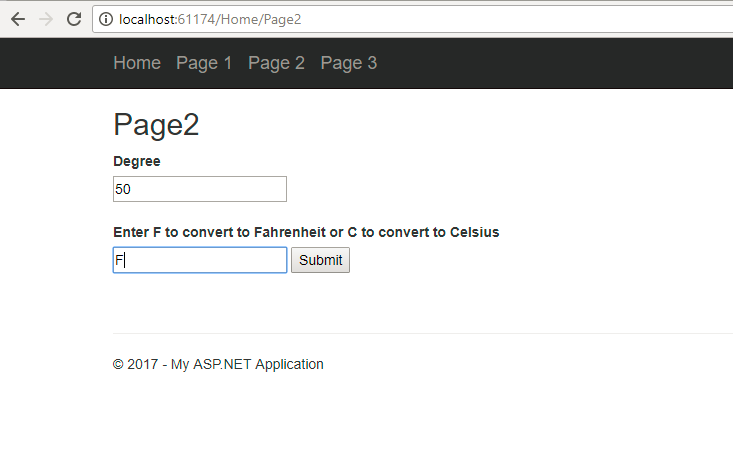 localhost:61174/Home/Page2
Home Page 1 Page 2 Page 3
Page2
Degree
50
Enter F to convert to Fahrenheit or C to convert to Celsius
F Submit
© 2017 - My ASP.NET Application